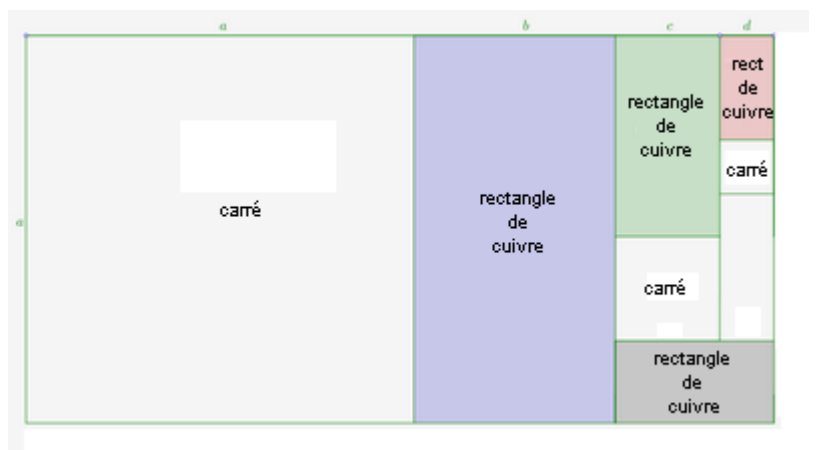 a b c d
a
carré
rectangle
de
cuivre
rectangle
de
cuivre
carré
rect
de
cuivre
carré
rectangle
de
cuivre